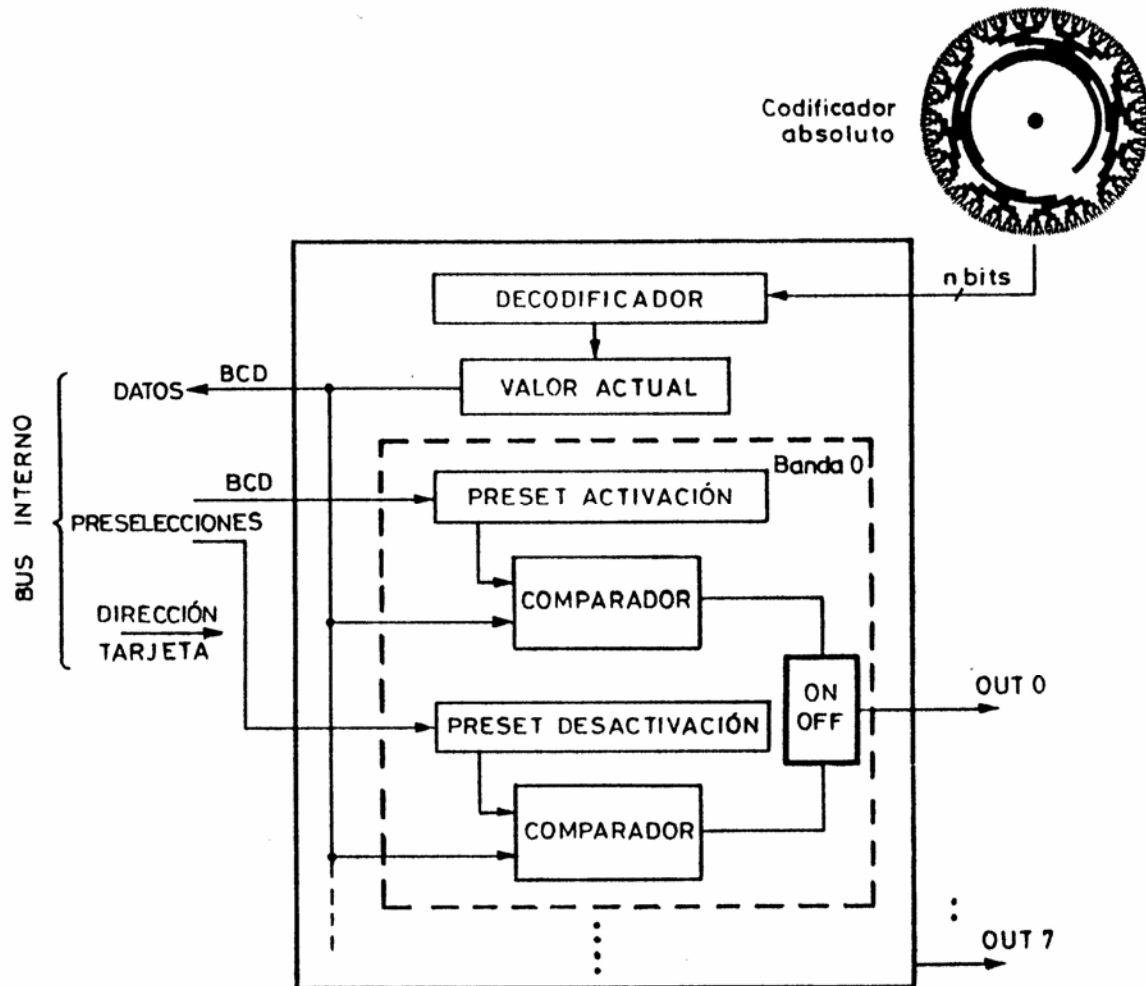 Codificador
absoluto
n bits
DECODIFICADOR
VALOR ACTUAL
BUS INTERNO
DATOS
BCD
Banda 0
BCD
PRESET ACTIVACIÓN
PRESELECCIONES
COMPARADOR
DIRECCIÓN
TARJETA
ON
OFF
OUT 0
PRESET DESACTIVACIÓN
COMPARADOR
OUT 7